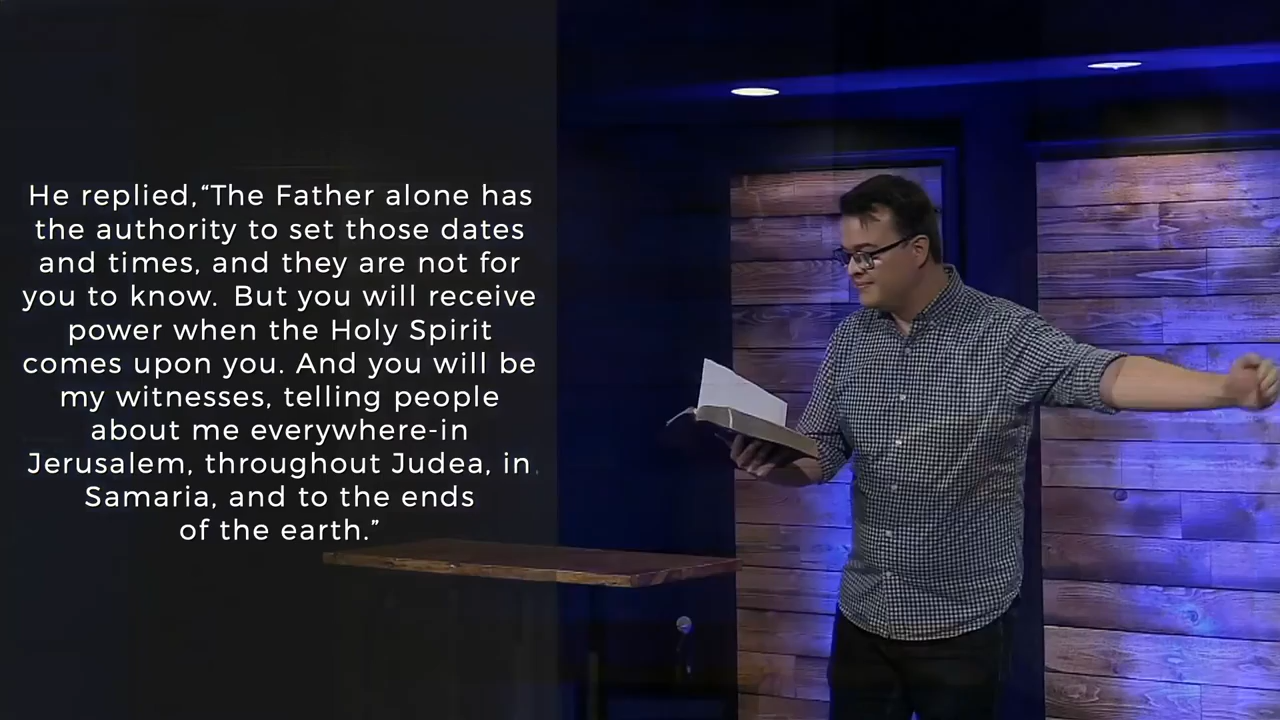 He replied,“The Father alone has
the authority to set those dates
and times, and they are not for
you to know. But you will receive
power when the Holy Spirit
comes upon you. And you will be
my witnesses, telling people
about me everywhere-in
Jerusalem, throughout Judea, in
Samaria, and to the ends
of the earth.”